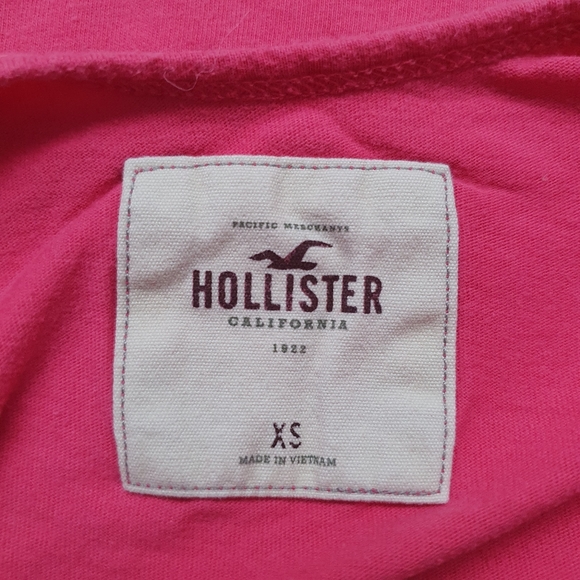 PACIFIC MERCHANTS
HOLLISTER
CALIFORNIA
1922
XS
MADE IN VIETNAM